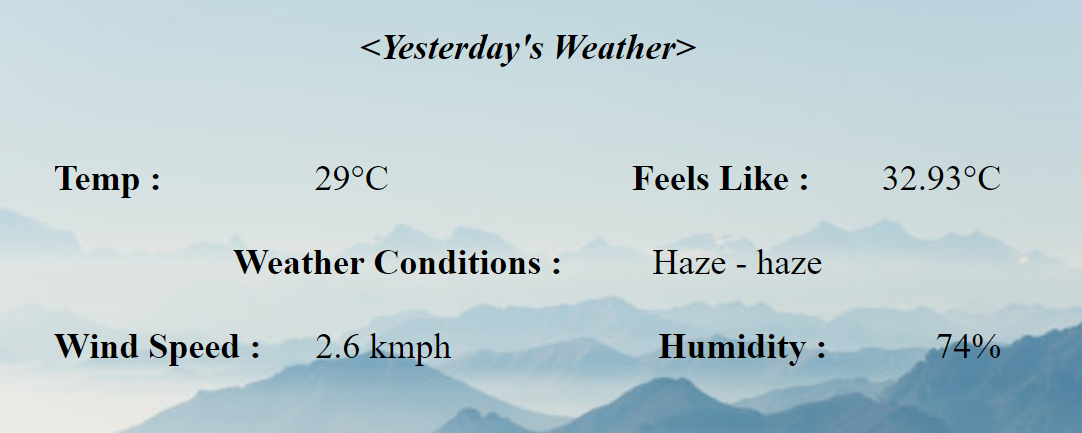 <Yesterday's Weather>
Temp : 29°C Feels Like : 32.93°C
Weather Conditions : Haze - haze
Wind Speed : 2.6 kmph Humidity : 74%